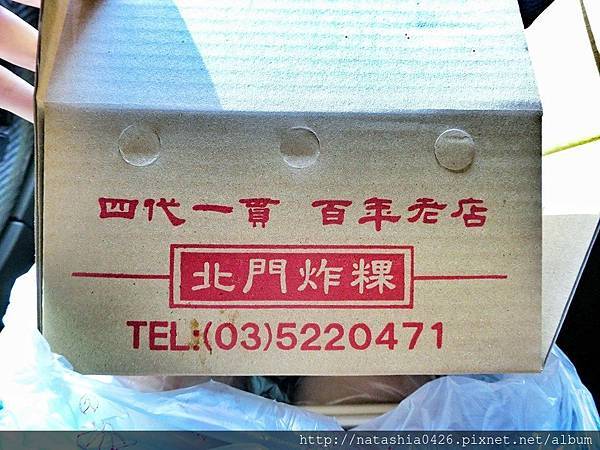 四代一貫 百年老店
北門炸粿
TEL:(03)5220471
http://natashia0426.pixnet.net/album